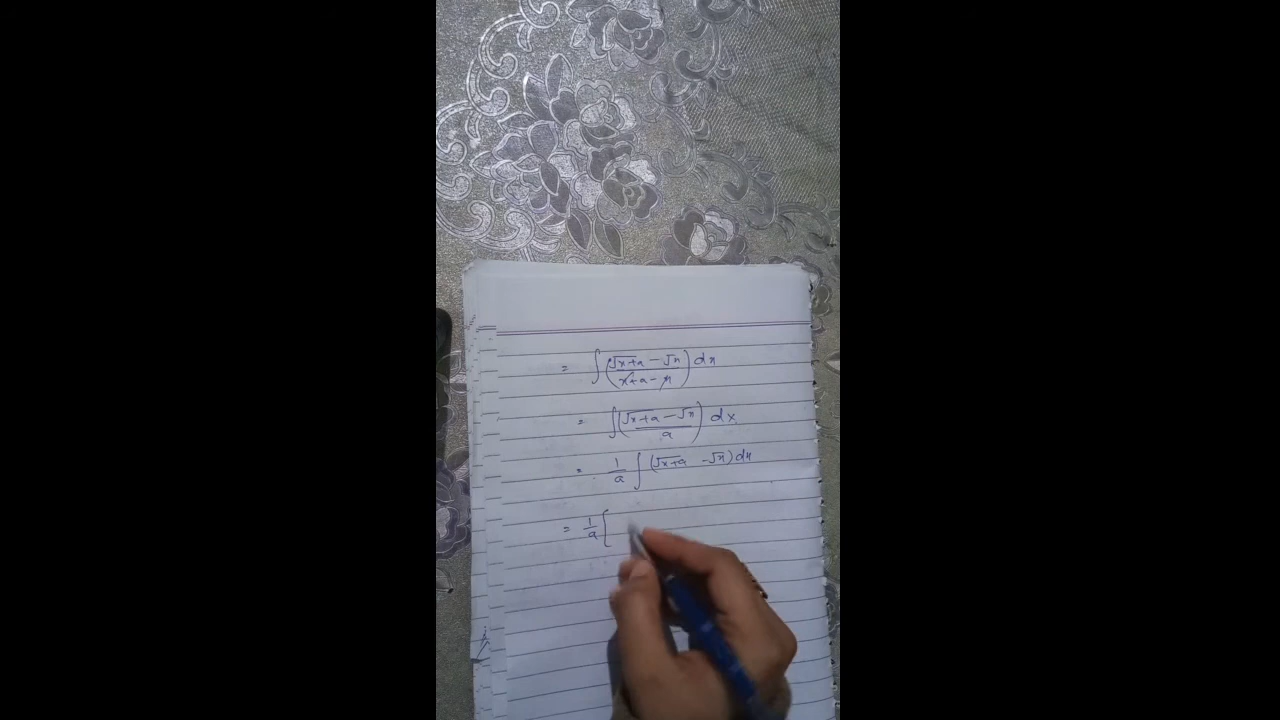 = ∫ ( (√x+a − √x) / (x+a−x) ) dx
= ∫ ( (√x+a − √x) / a ) dx
= 1/a ∫ (√x+a − √x) dx
= 1/a [